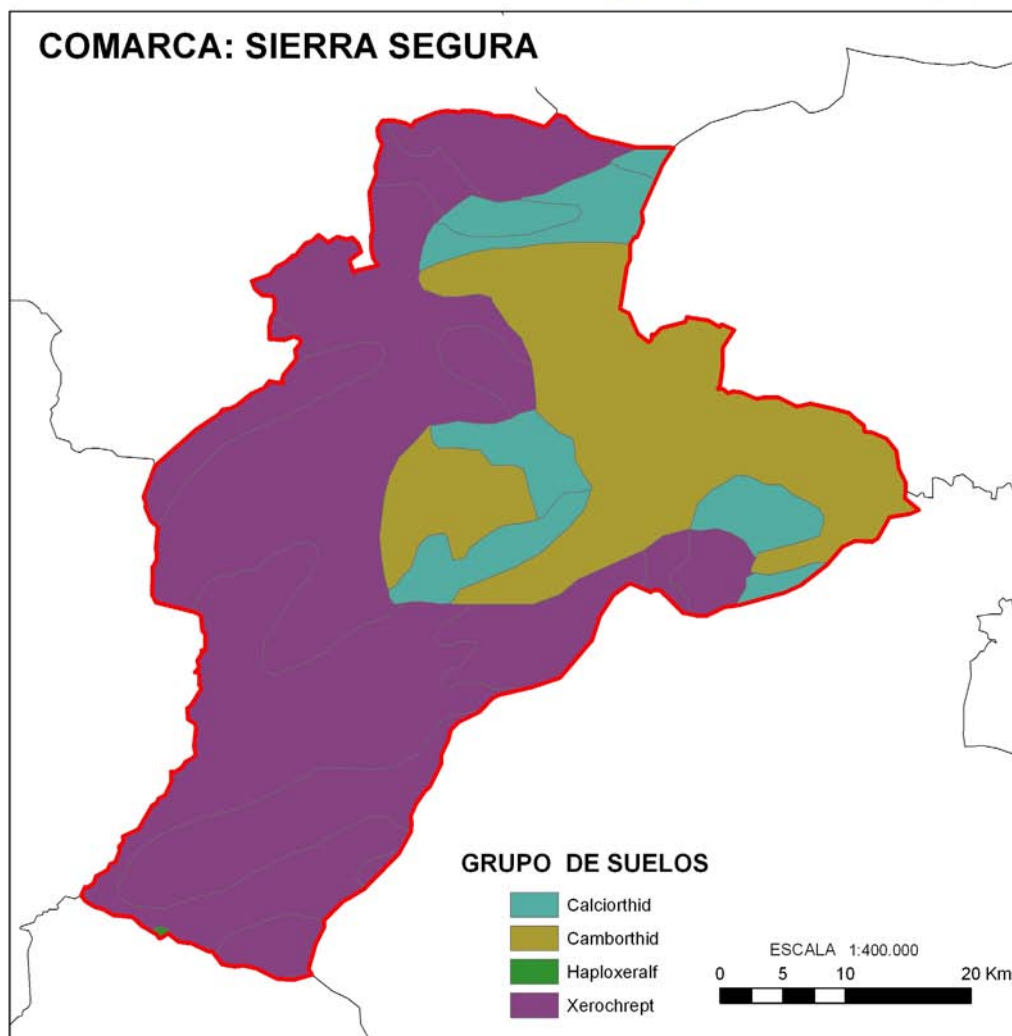 COMARCA: SIERRA SEGURA
GRUPO DE SUELOS
Calciorthid
Camborthid
Haploxeralf
Xerochrept
ESCALA 1:400.000
0 5 10 20 Km